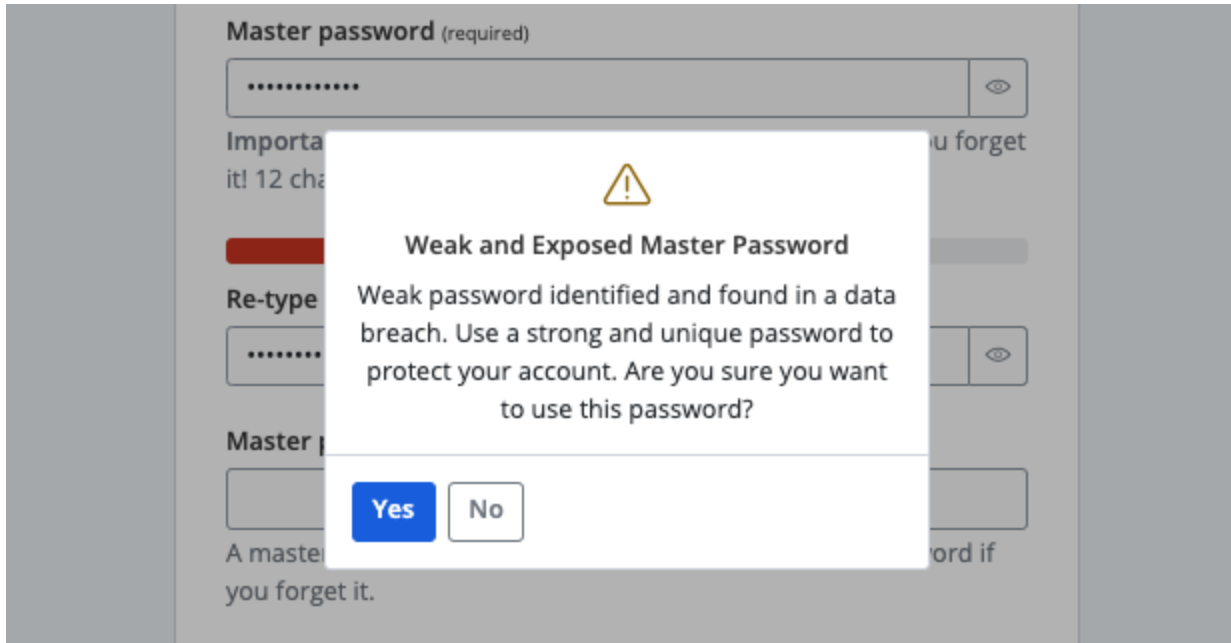 Master password (required)
••••••••••••
Importa
u forget
it! 12 cha
Weak and Exposed Master Password
Weak password identified and found in a data
breach. Use a strong and unique password to
protect your account. Are you sure you want
to use this password?
Re-type
••••••••
Master
Yes
No
A master
ord if
you forget it.